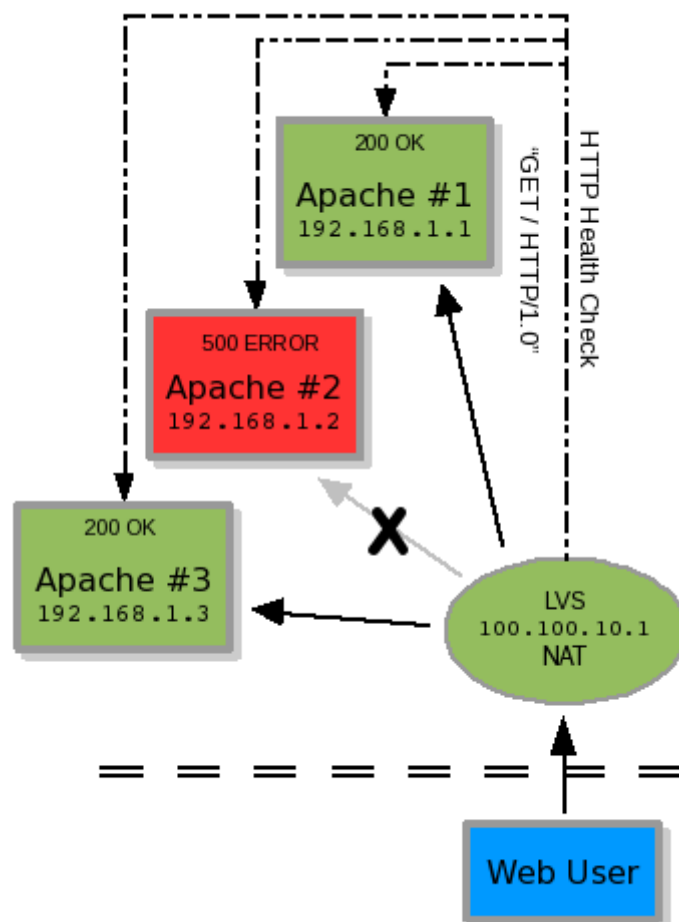 200 OK
Apache #1
192.168.1.1
HTTP Health Check
“GET / HTTP/1.0”
500 ERROR
Apache #2
192.168.1.2
X
200 OK
Apache #3
192.168.1.3
LVS
100.100.10.1
NAT
Web User